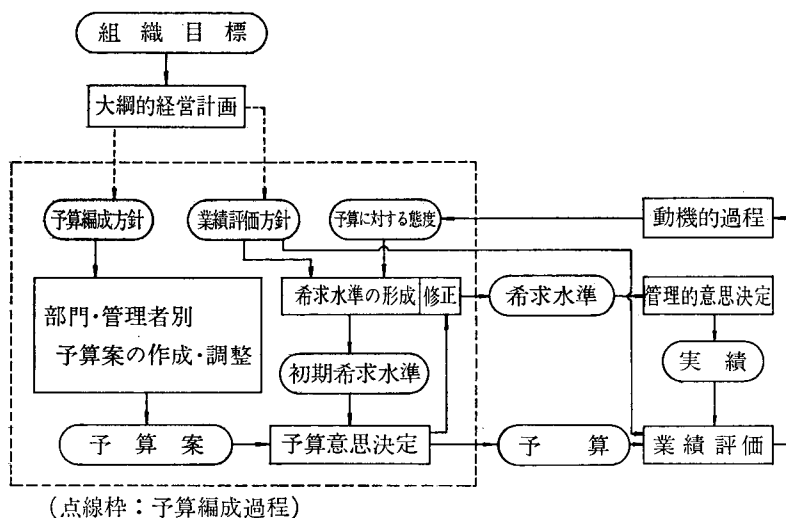 組織目標
大綱的経営計画
予算編成方針
業績評価方針
予算に対する態度
動機的過程
部門・管理者別
予算案の作成・調整
希求水準の形成
修正
希求水準
管理的意思決定
初期希求水準
実績
予算案
予算意思決定
予算
業績評価
(点線枠:予算編成過程)